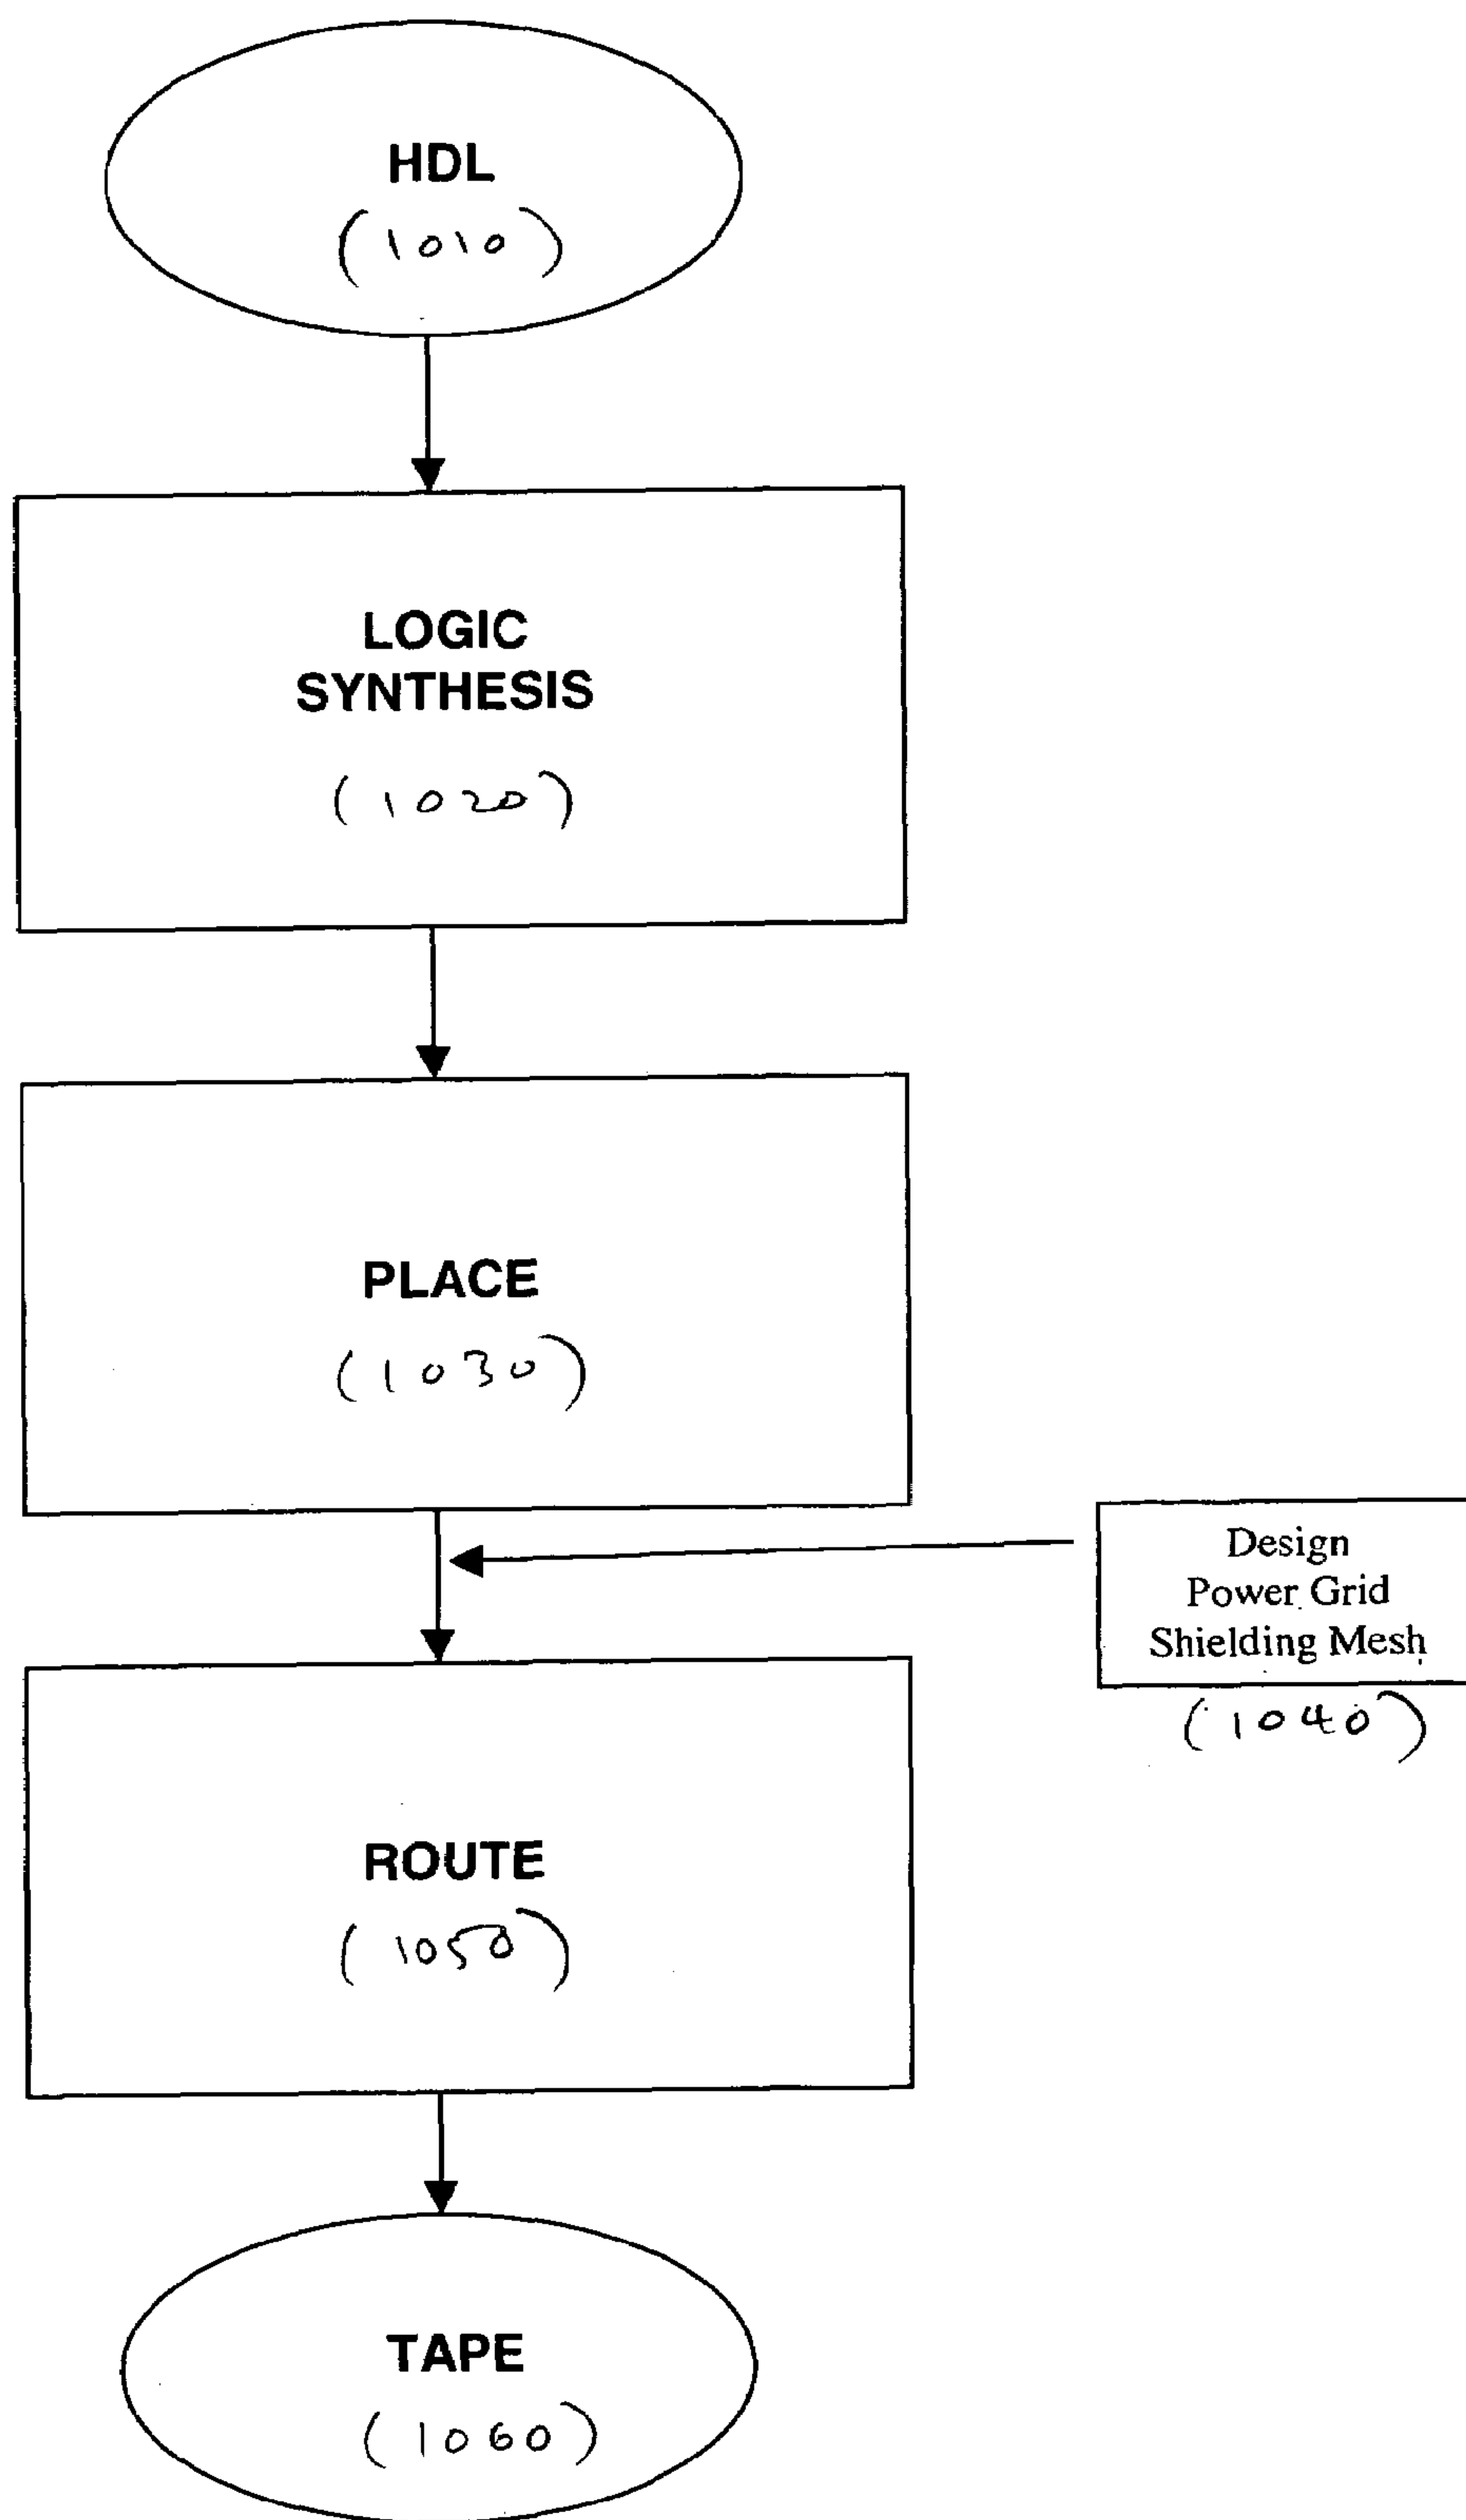 HDL
(1010)
LOGIC
SYNTHESIS
(1020)
PLACE
(1030)
Design
Power Grid
Shielding Mesh
(1040)
ROUTE
(1050)
TAPE
(1060)